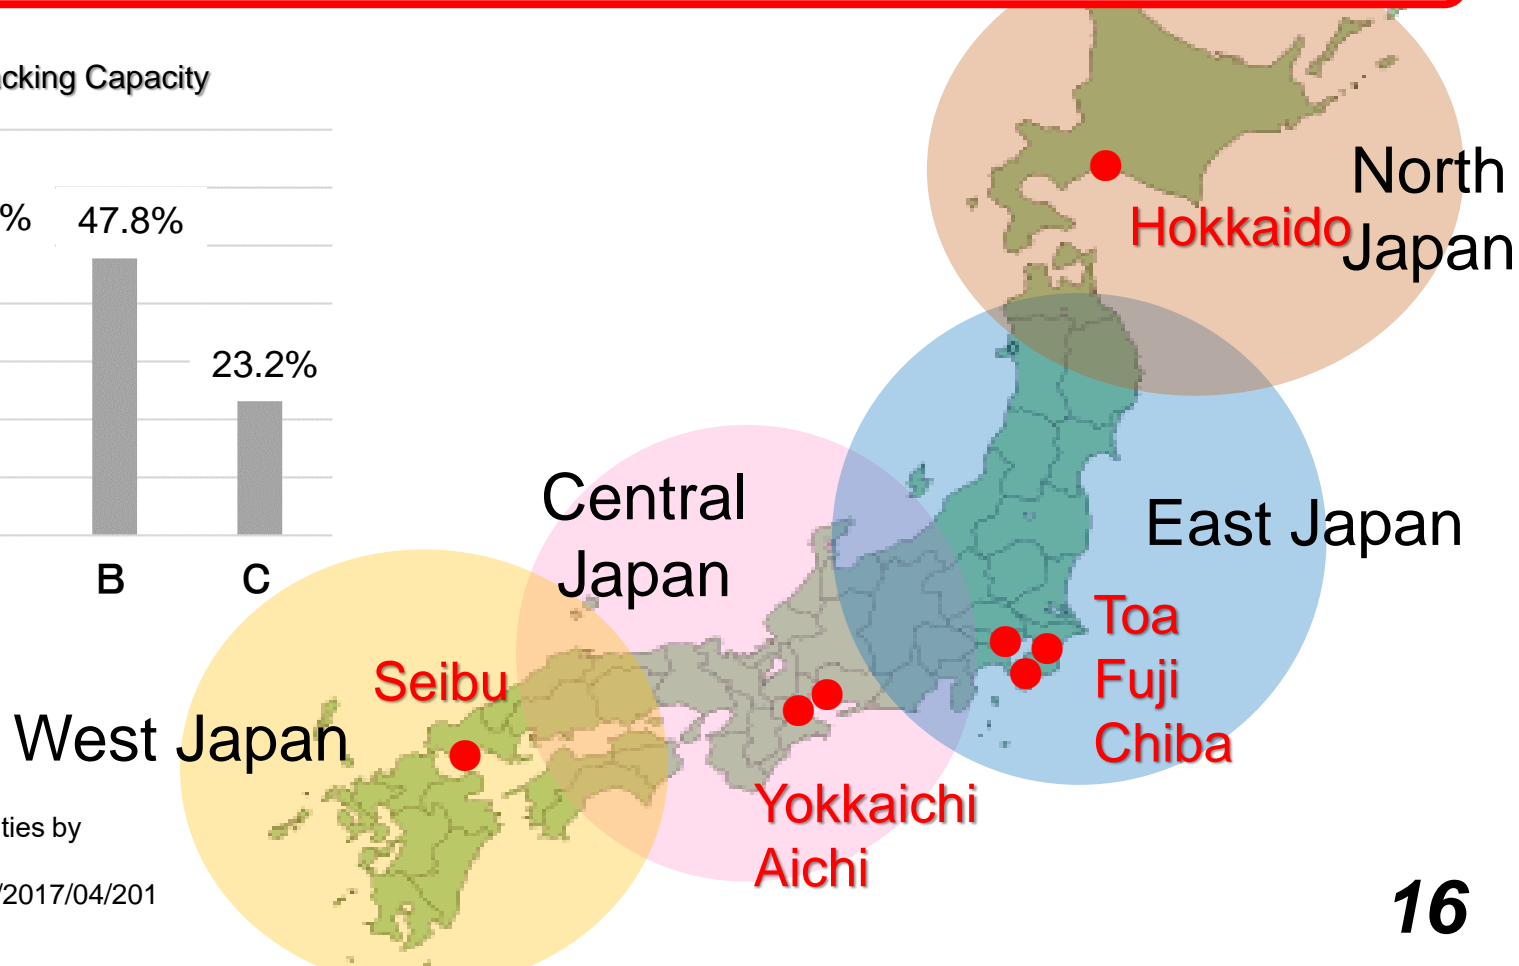 cking Capacity
% 47.8%
23.2%
B C
North
Japan
Hokkaido
Central
Japan
East Japan
Toa
Fuji
Chiba
Seibu
West Japan
Yokkaichi
Aichi
ties by
/2017/04/201
16